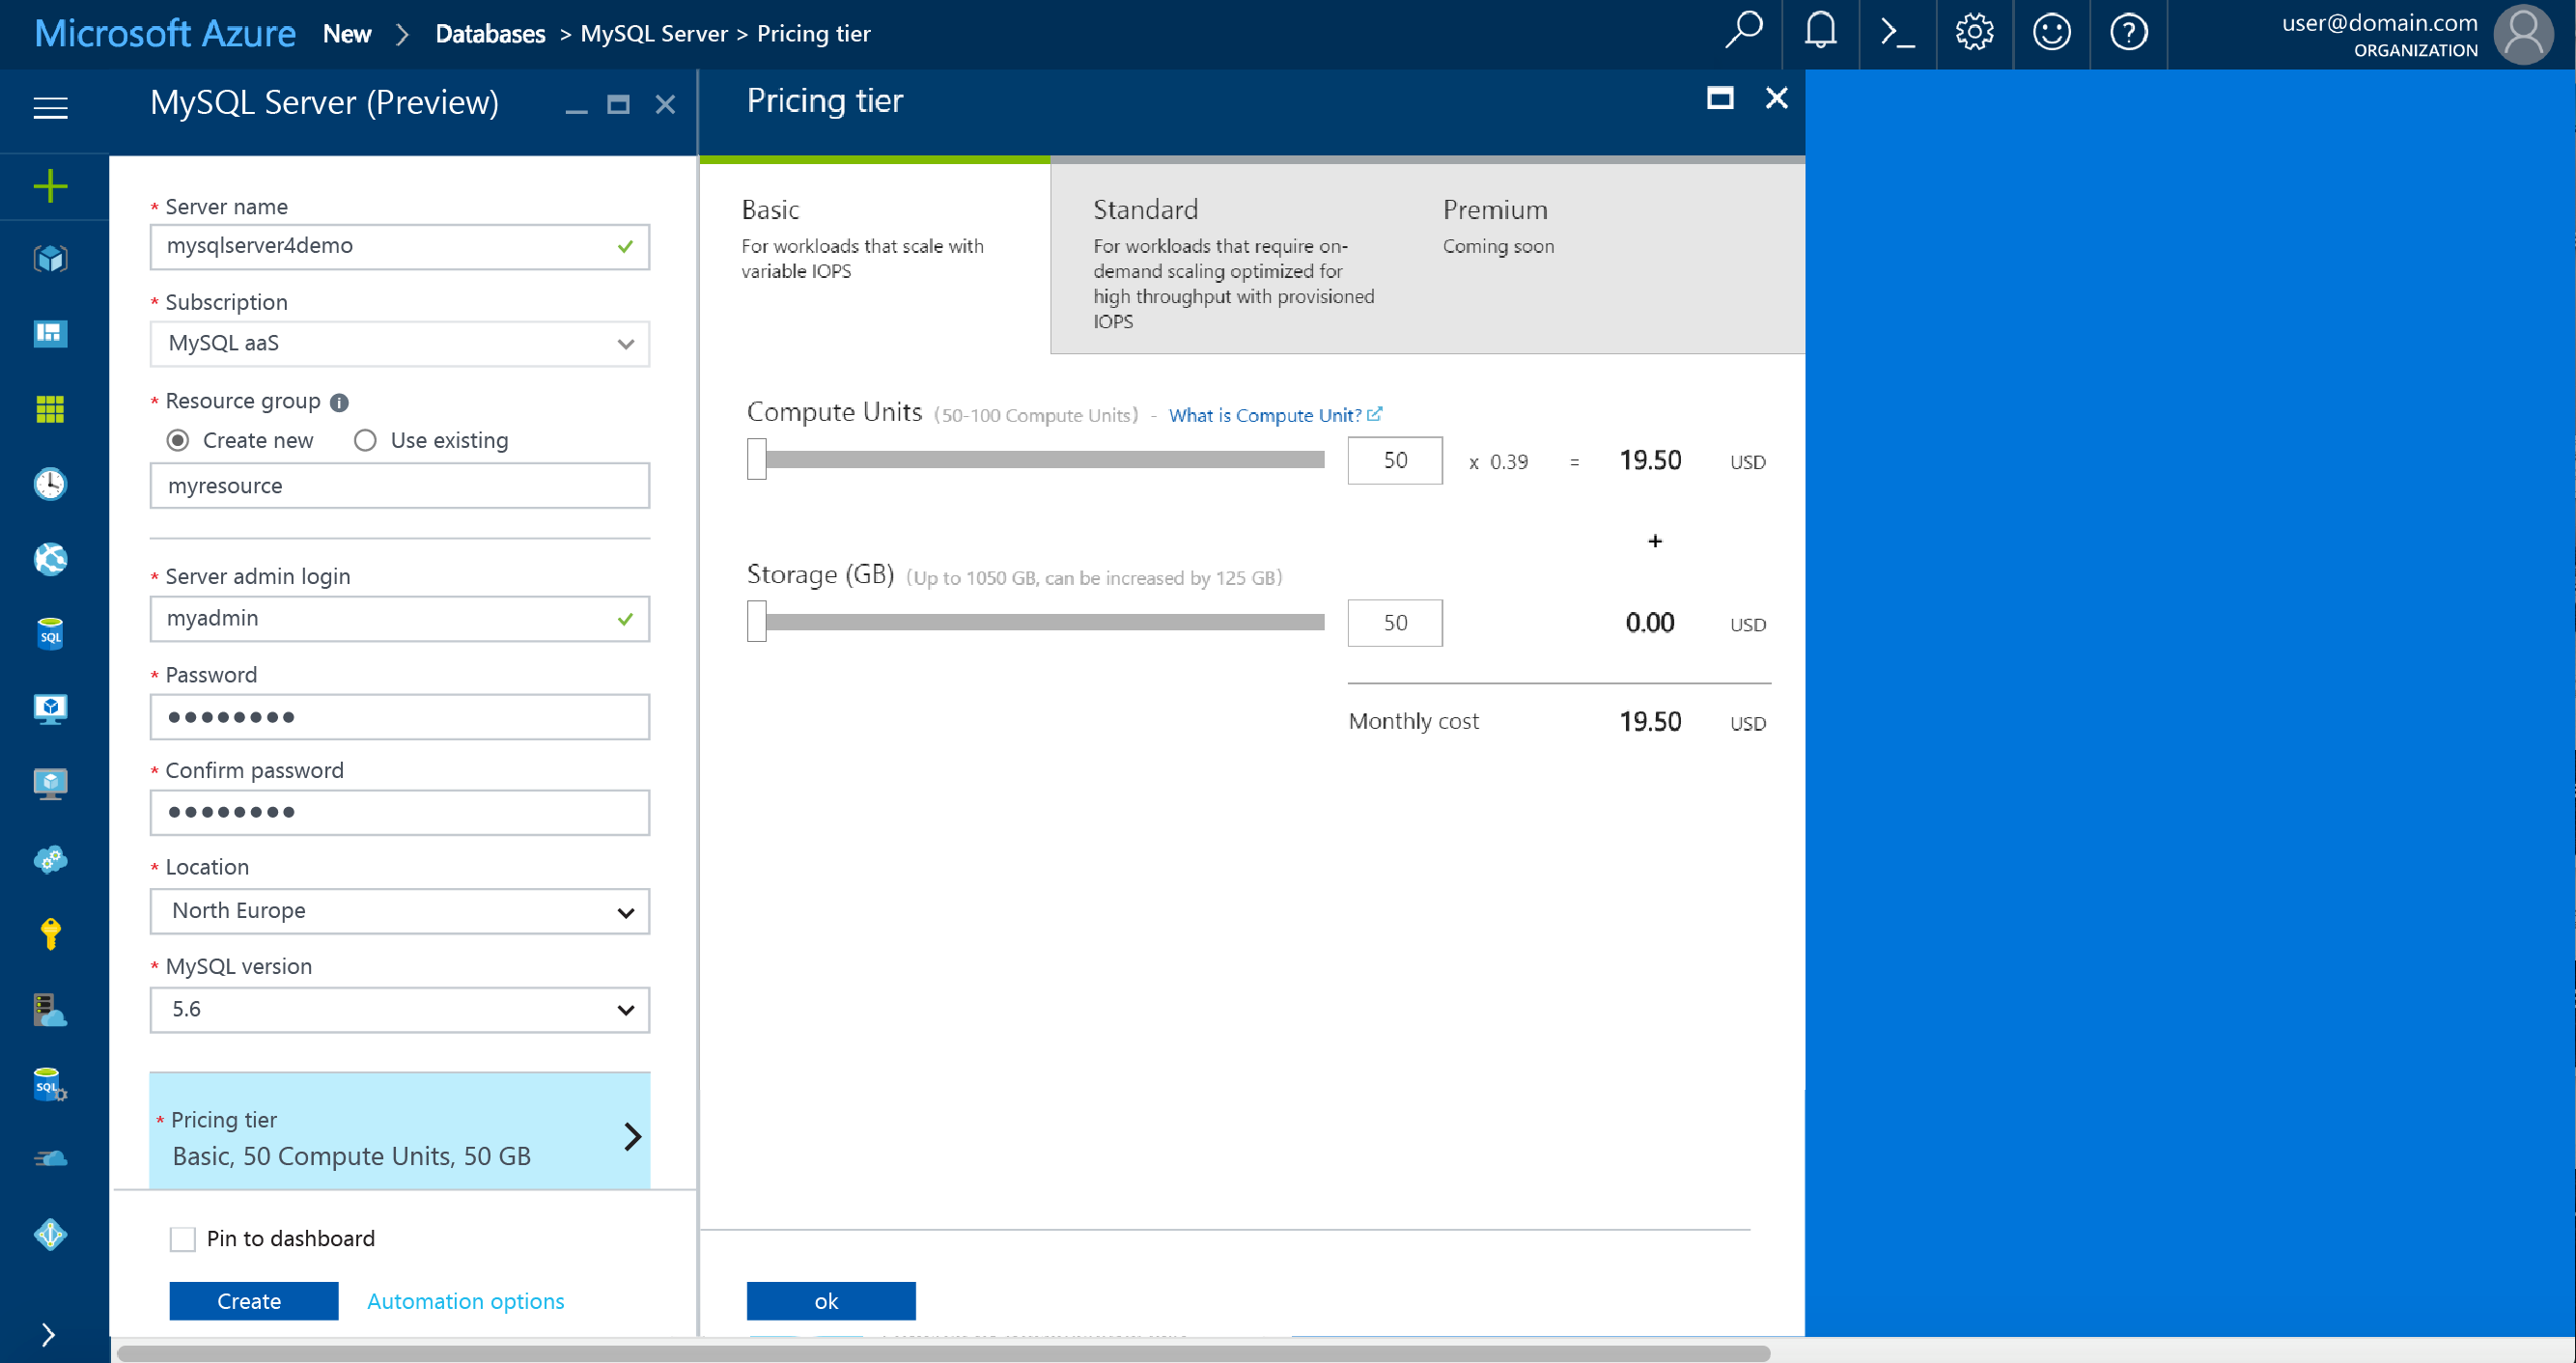 Microsoft Azure New > Databases > MySQL Server > Pricing tier
user@domain.com
ORGANIZATION
MySQL Server (Preview)
* Server name
mysqlserver4demo
* Subscription
MySQL aaS
* Resource group
Create new Use existing
myresource
* Server admin login
myadmin
* Password
* Confirm password
* Location
North Europe
* MySQL version
5.6
* Pricing tier
Basic, 50 Compute Units, 50 GB
Pin to dashboard
Create Automation options
Pricing tier
Basic
For workloads that scale with
variable IOPS
Standard
For workloads that require on-
demand scaling optimized for
high throughput with provisioned
IOPS
Premium
Coming soon
Compute Units (50-100 Compute Units) - What is Compute Unit?
50 x 0.39 = 19.50 USD
+
Storage (GB) (Up to 1050 GB, can be increased by 125 GB)
50 0.00 USD
Monthly cost 19.50 USD
ok
SQL
SQL